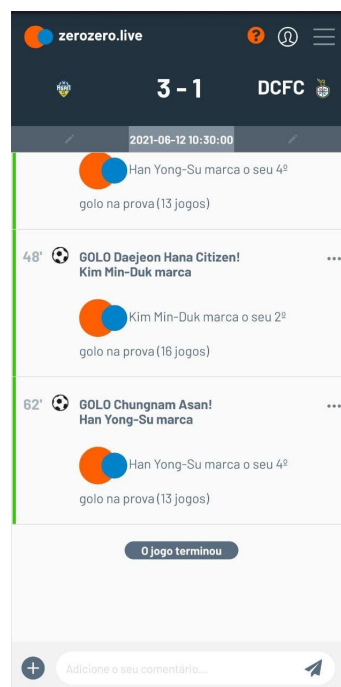 zerozero.live
?
3 - 1
DCFC
2021-06-12 10:30:00
Han Yong-Su marca o seu 4º
golo na prova (13 jogos)
48' GOLO Daejeon Hana Citizen!
Kim Min-Duk marca
Kim Min-Duk marca o seu 2º
golo na prova (16 jogos)
62' GOLO Chungnam Asan!
Han Yong-Su marca
Han Yong-Su marca o seu 4º
golo na prova (13 jogos)
O jogo terminou
Adicione o seu comentário...